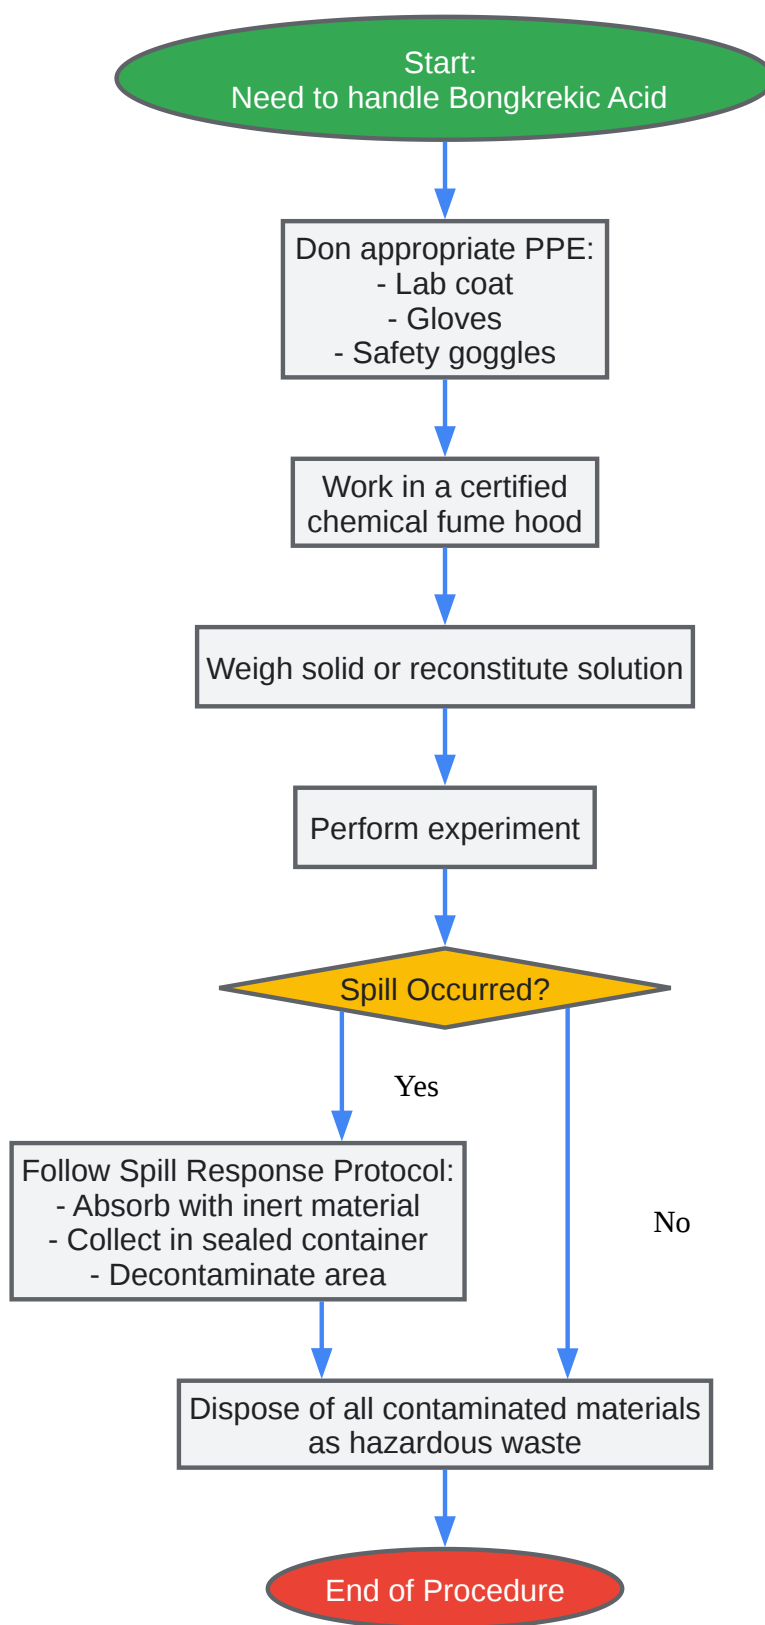 Start:
Need to handle Bongkrekic Acid
Don appropriate PPE:
- Lab coat
- Gloves
- Safety goggles
Work in a certified
chemical fume hood
Weigh solid or reconstitute solution
Perform experiment
Spill Occurred?
Yes
Follow Spill Response Protocol:
- Absorb with inert material
- Collect in sealed container
- Decontaminate area
No
Dispose of all contaminated materials
as hazardous waste
End of Procedure